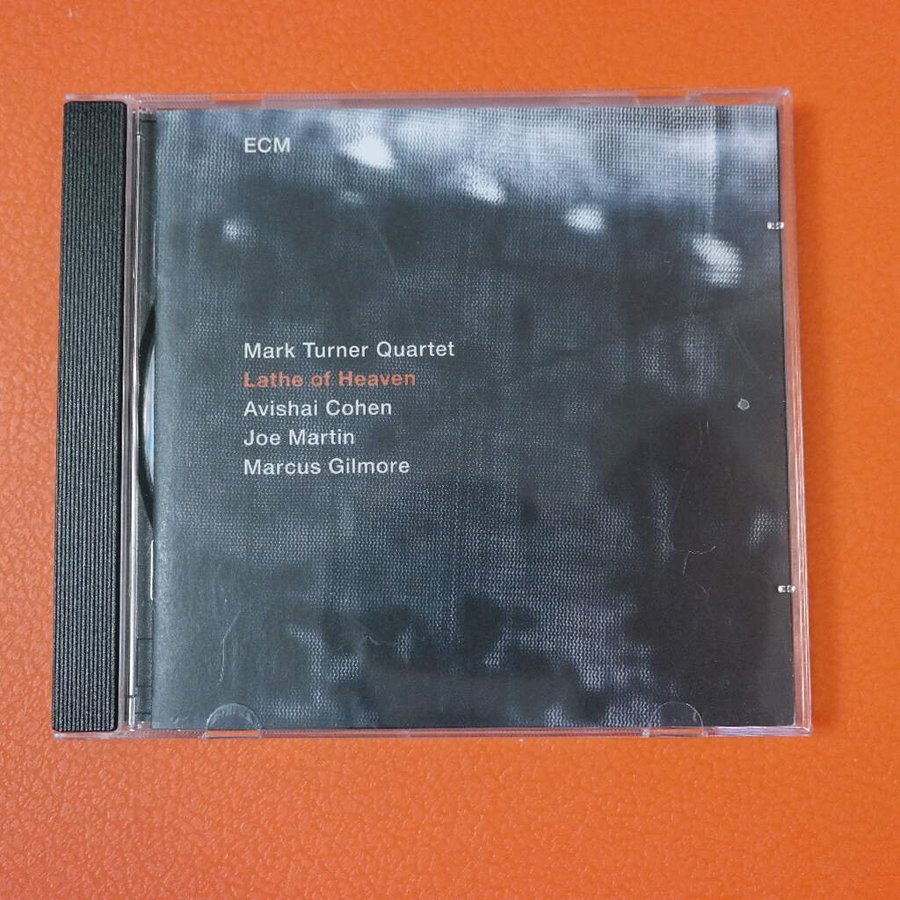 ECM
Mark Turner Quartet
Lathe of Heaven
Avishai Cohen
Joe Martin
Marcus Gilmore